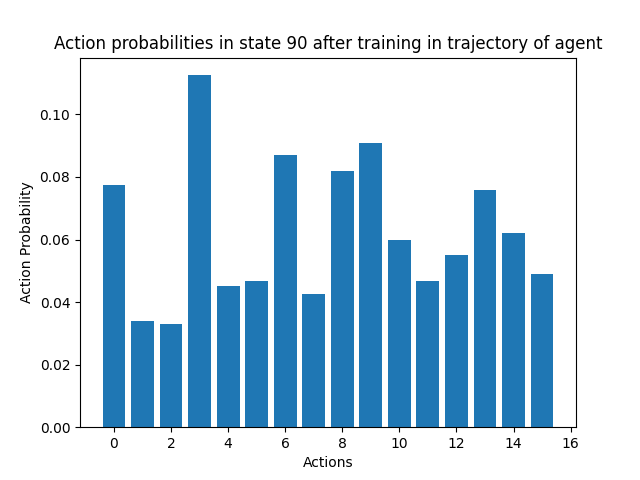 Action probabilities in state 90 after training in trajectory of agent
0.10
0.08
0.06
0.04
0.02
0.00
Action Probability
0 2 4 6 8 10 12 14 16
Actions